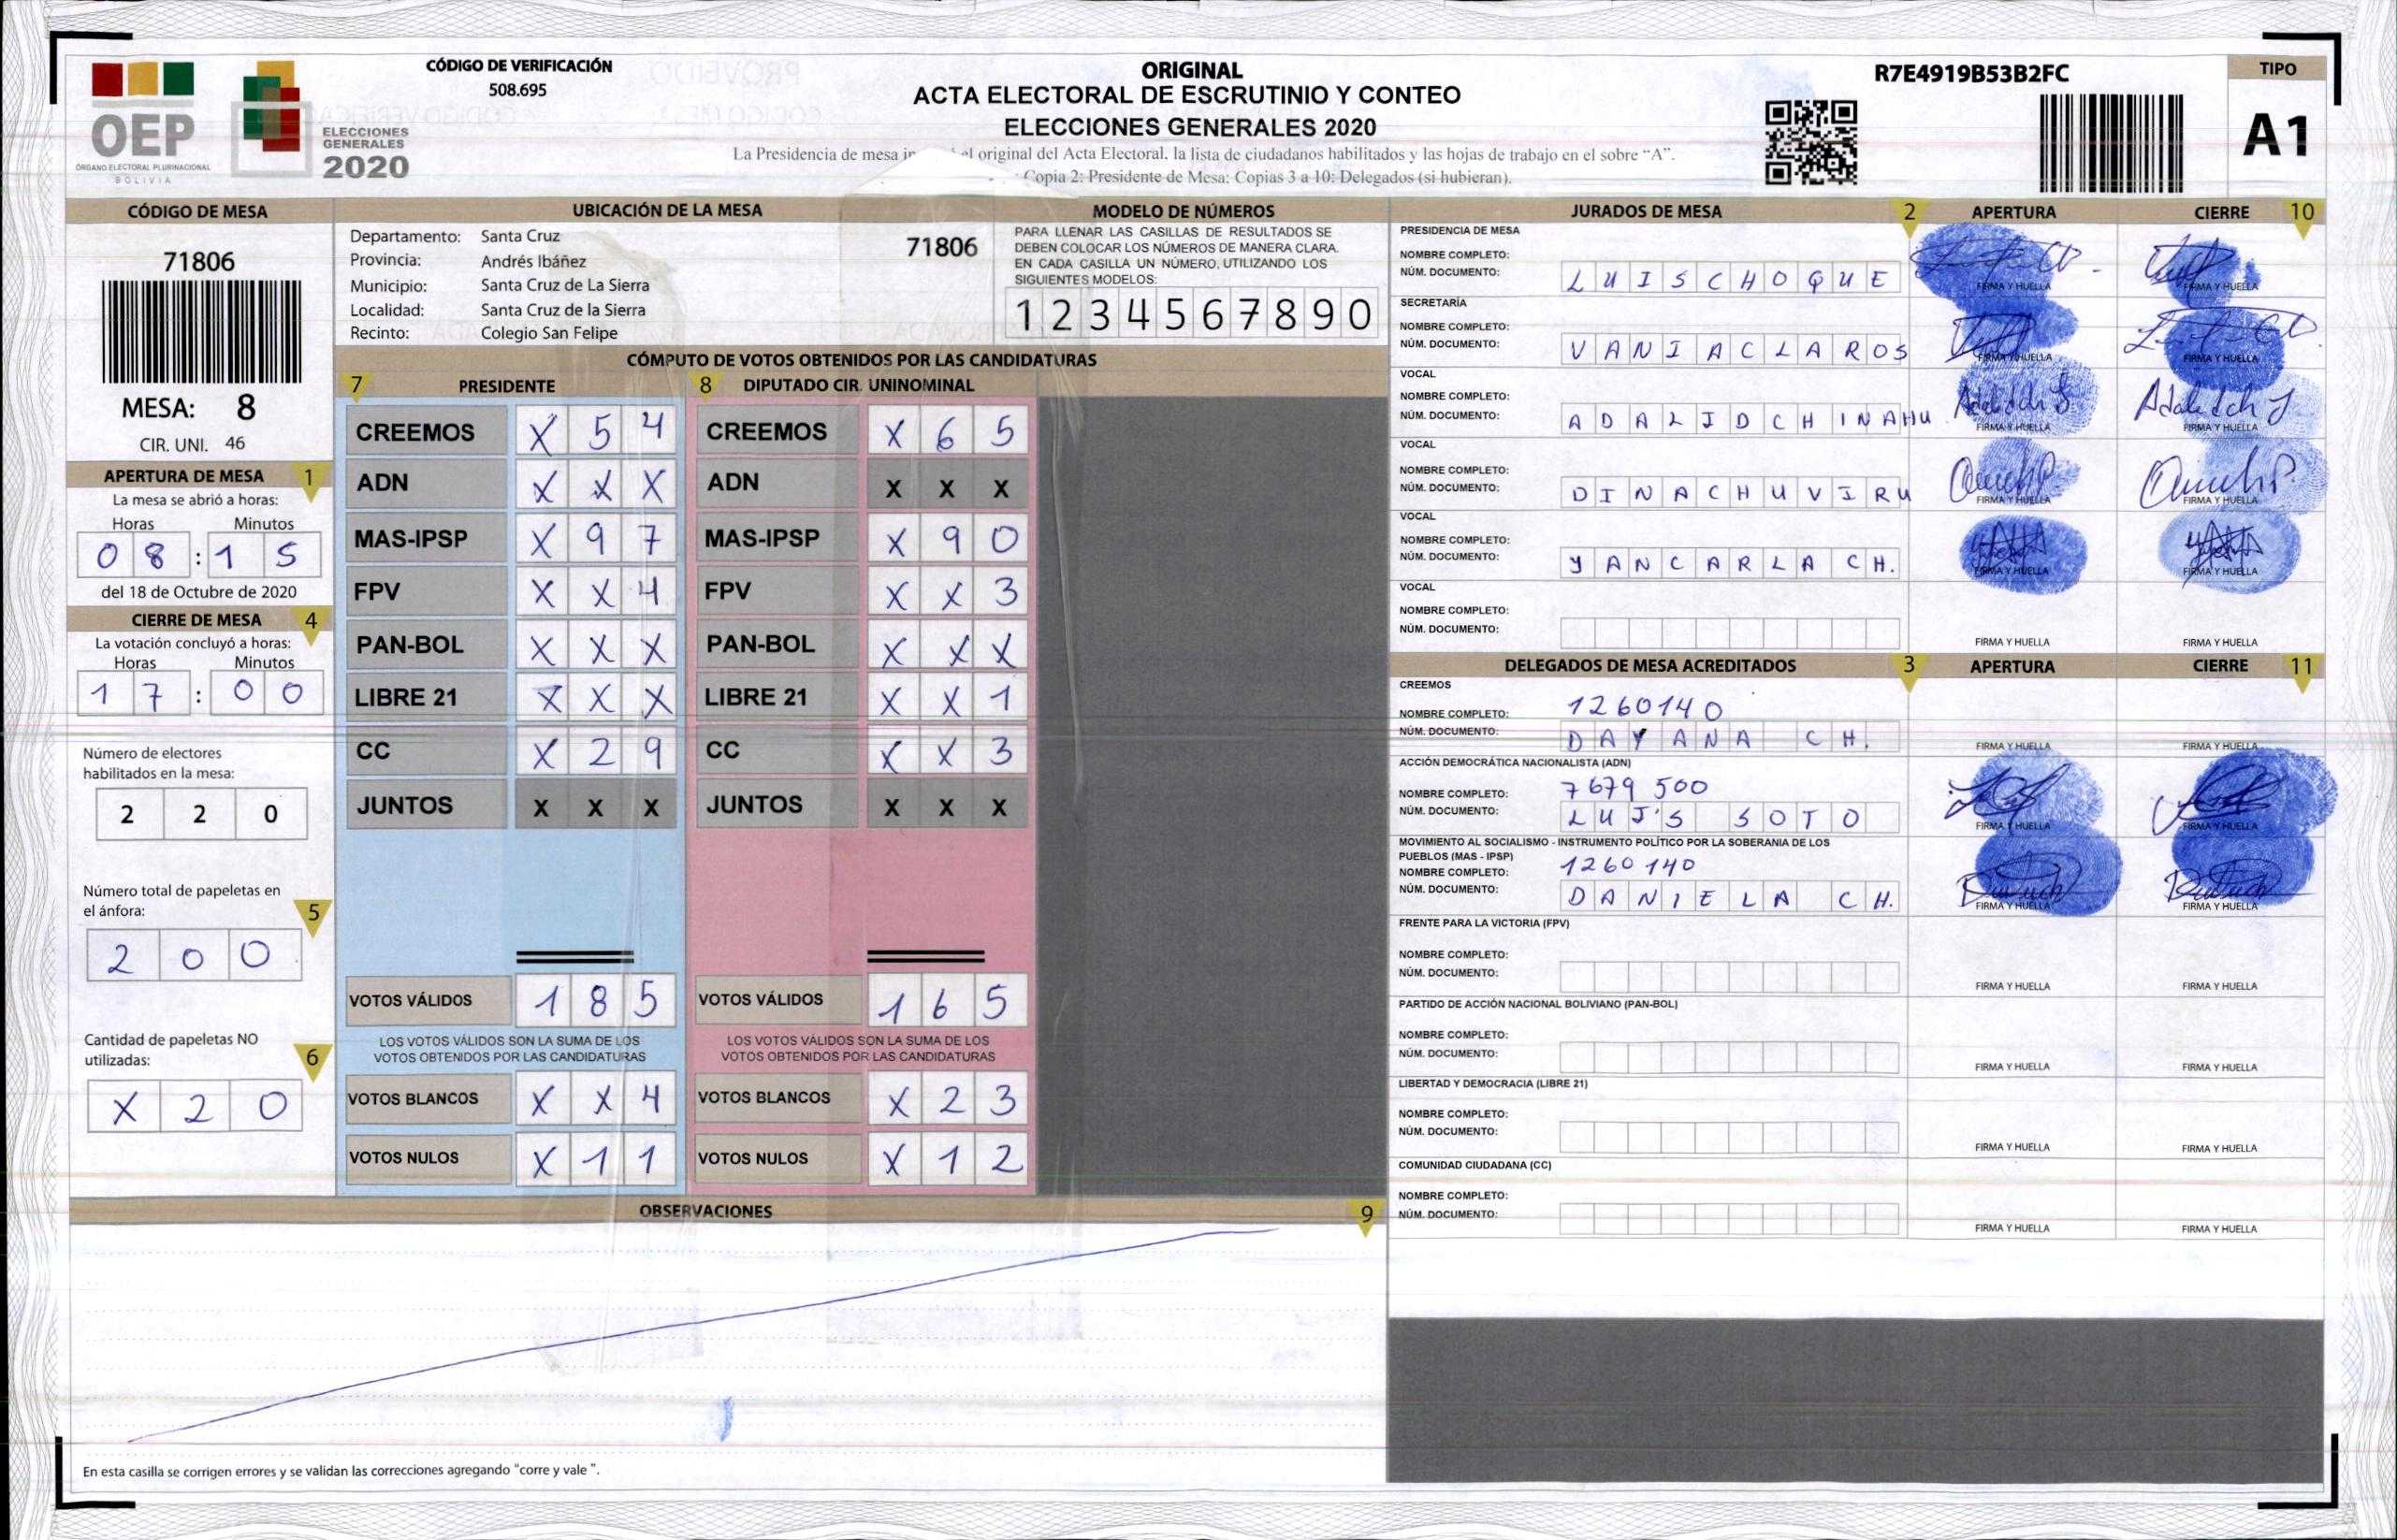 OEP
ÓRGANO ELECTORAL PLURINACIONAL
BOLIVIA
ELECCIONES
GENERALES
2020
CÓDIGO DE VERIFICACIÓN
508.695
ORIGINAL
ACTA ELECTORAL DE ESCRUTINIO Y CONTEO
ELECCIONES GENERALES 2020
La Presidencia de mesa el original del Acta Electoral, la lista de ciudadanos habilitados y las hojas de trabajo en el sobre “A”.
Copia 2: Presidente de Mesa; Copias 3 a 10: Delegados (si hubieran).
R7E4919B53B2FC
TIPO
A1
CÓDIGO DE MESA
71806
MESA: 8
CIR. UNI. 46
APERTURA DE MESA 1
La mesa se abrió a horas:
Horas Minutos
0 8 : 1 5
del 18 de Octubre de 2020
CIERRE DE MESA 4
La votación concluyó a horas:
Horas Minutos
1 7 : 0 0
Número de electores
habilitados en la mesa:
2 2 0
Número total de papeletas en
el ánfora: 5
2 0 0
Cantidad de papeletas NO
utilizadas: 6
X 2 0
UBICACIÓN DE LA MESA
Departamento: Santa Cruz
Provincia: Andrés Ibáñez
Municipio: Santa Cruz de La Sierra
Localidad: Santa Cruz de la Sierra
Recinto: Colegio San Felipe
71806
MODELO DE NÚMEROS
PARA LLENAR LAS CASILLAS DE RESULTADOS SE
DEBEN COLOCAR LOS NÚMEROS DE MANERA CLARA.
EN CADA CASILLA UN NÚMERO, UTILIZANDO LOS
SIGUIENTES MODELOS:
1 2 3 4 5 6 7 8 9 0
CÓMPUTO DE VOTOS OBTENIDOS POR LAS CANDIDATURAS
7 PRESIDENTE
CREEMOS X 5 4
ADN X X X
MAS-IPSP X 9 7
FPV X X 4
PAN-BOL X X X
LIBRE 21 X X X
CC X 2 9
JUNTOS X X X
VOTOS VÁLIDOS 1 8 5
LOS VOTOS VÁLIDOS SON LA SUMA DE LOS
VOTOS OBTENIDOS POR LAS CANDIDATURAS
VOTOS BLANCOS X X 4
VOTOS NULOS X 1 1
8 DIPUTADO CIR. UNINOMINAL
CREEMOS X 6 5
ADN X X X
MAS-IPSP X 9 0
FPV X X 3
PAN-BOL X X X
LIBRE 21 X X 1
CC X X 3
JUNTOS X X X
VOTOS VÁLIDOS 1 6 5
LOS VOTOS VÁLIDOS SON LA SUMA DE LOS
VOTOS OBTENIDOS POR LAS CANDIDATURAS
VOTOS BLANCOS X 2 3
VOTOS NULOS X 1 2
OBSERVACIONES 9
En esta casilla se corrigen errores y se validan las correcciones agregando “corre y vale ”.
JURADOS DE MESA 2 APERTURA CIERRE 10
PRESIDENCIA DE MESA
NOMBRE COMPLETO:
NÚM. DOCUMENTO: L U I S C H O Q U E FIRMA Y HUELLA FIRMA Y HUELLA
SECRETARÍA
NOMBRE COMPLETO:
NÚM. DOCUMENTO: V A N I A C L A R O S FIRMA Y HUELLA FIRMA Y HUELLA
VOCAL
NOMBRE COMPLETO:
NÚM. DOCUMENTO: A D A L I D C H I N A H U FIRMA Y HUELLA FIRMA Y HUELLA
VOCAL
NOMBRE COMPLETO:
NÚM. DOCUMENTO: D I N A C H U V I R U FIRMA Y HUELLA FIRMA Y HUELLA
VOCAL
NOMBRE COMPLETO:
NÚM. DOCUMENTO: Y A N C A R L A C H. FIRMA Y HUELLA FIRMA Y HUELLA
VOCAL
NOMBRE COMPLETO:
NÚM. DOCUMENTO: FIRMA Y HUELLA FIRMA Y HUELLA
DELEGADOS DE MESA ACREDITADOS 3 APERTURA CIERRE 11
CREEMOS
NOMBRE COMPLETO: 1260140
NÚM. DOCUMENTO: D A Y A N A C H. FIRMA Y HUELLA FIRMA Y HUELLA
ACCIÓN DEMOCRÁTICA NACIONALISTA (ADN)
NOMBRE COMPLETO: 7679500
NÚM. DOCUMENTO: L U I S S O T O FIRMA Y HUELLA FIRMA Y HUELLA
MOVIMIENTO AL SOCIALISMO - INSTRUMENTO POLÍTICO POR LA SOBERANIA DE LOS
PUEBLOS (MAS - IPSP) 1260140
NOMBRE COMPLETO:
NÚM. DOCUMENTO: D A N I E L A C H. FIRMA Y HUELLA FIRMA Y HUELLA
FRENTE PARA LA VICTORIA (FPV)
NOMBRE COMPLETO:
NÚM. DOCUMENTO: FIRMA Y HUELLA FIRMA Y HUELLA
PARTIDO DE ACCIÓN NACIONAL BOLIVIANO (PAN-BOL)
NOMBRE COMPLETO:
NÚM. DOCUMENTO: FIRMA Y HUELLA FIRMA Y HUELLA
LIBERTAD Y DEMOCRACIA (LIBRE 21)
NOMBRE COMPLETO:
NÚM. DOCUMENTO: FIRMA Y HUELLA FIRMA Y HUELLA
COMUNIDAD CIUDADANA (CC)
NOMBRE COMPLETO:
NÚM. DOCUMENTO: FIRMA Y HUELLA FIRMA Y HUELLA